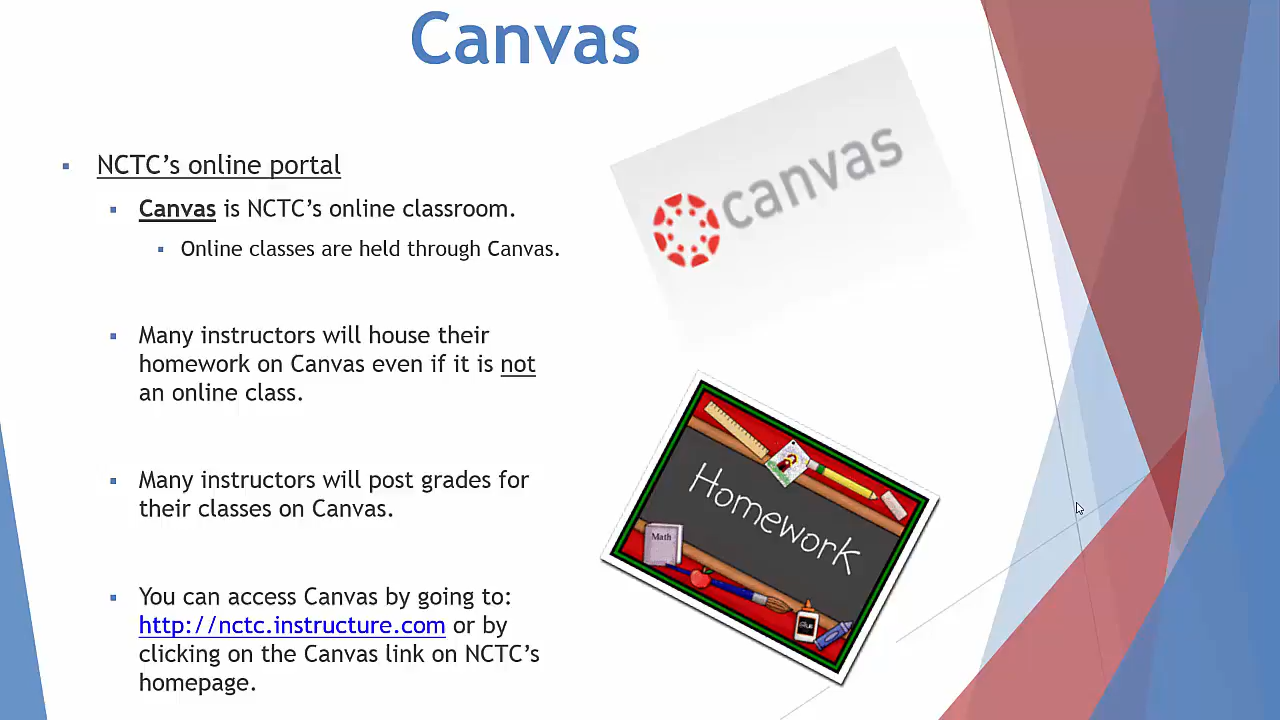 Canvas
NCTC’s online portal
Canvas is NCTC’s online classroom.
Online classes are held through Canvas.
Many instructors will house their
homework on Canvas even if it is not
an online class.
Many instructors will post grades for
their classes on Canvas.
You can access Canvas by going to:
http://nctc.instructure.com or by
clicking on the Canvas link on NCTC’s
homepage.
canvas
Homework
Math